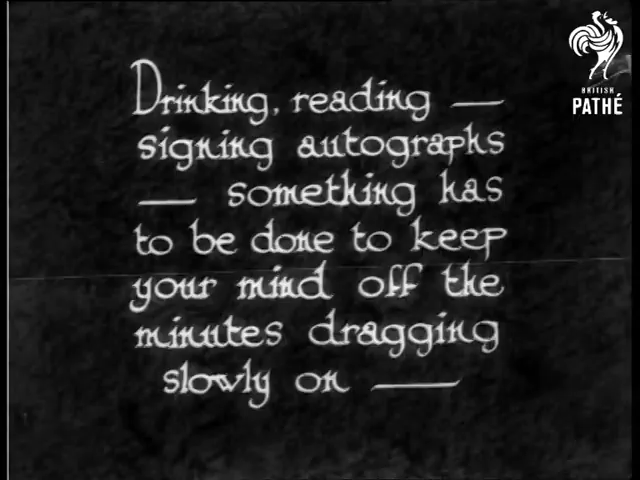 Drinking, reading —
signing autographs
— something has
to be done to keep
your mind off the
minutes dragging
slowly on —
BRITISH
PATHÉ